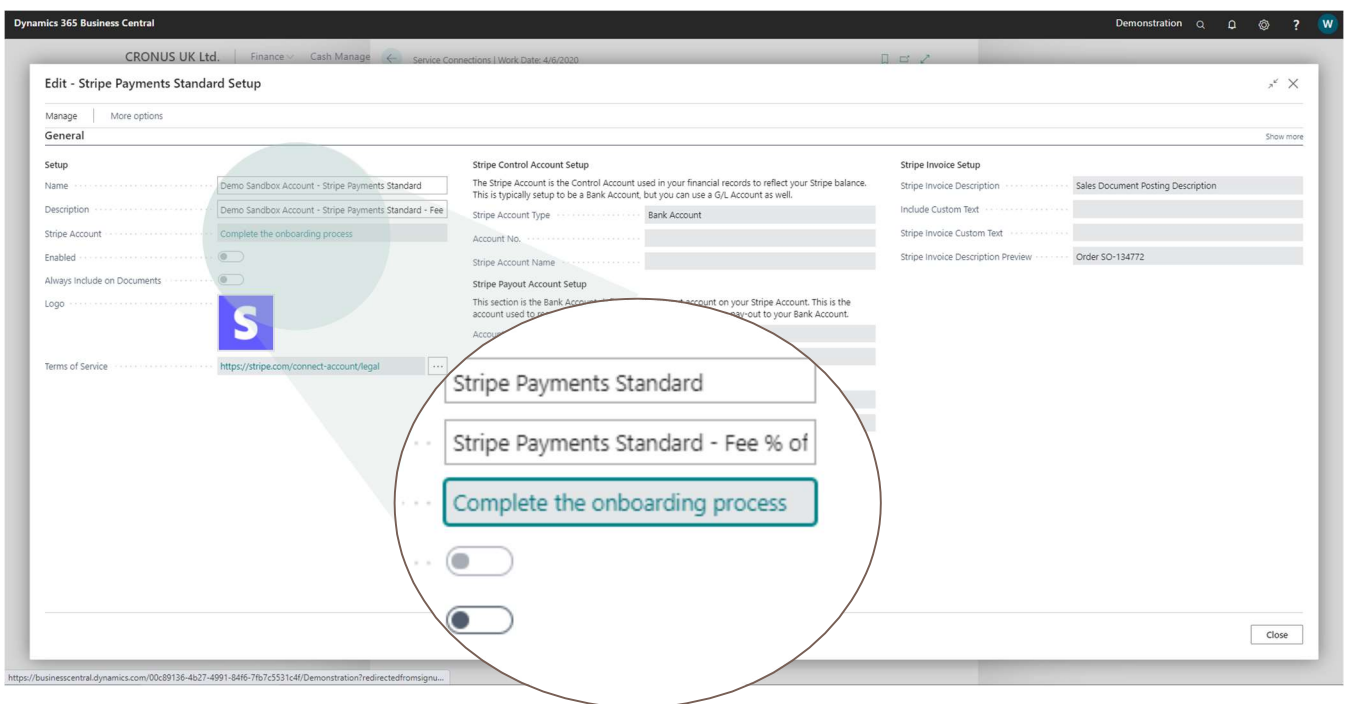 Dynamics 365 Business Central
Demonstration
?
W
CRONUS UK Ltd.
Finance
Cash Manage
Service Connections | Work Date: 4/6/2020
Edit - Stripe Payments Standard Setup
Manage
More options
General
Show more
Setup
Name
Demo Sandbox Account - Stripe Payments Standard
Description
Demo Sandbox Account - Stripe Payments Standard - Fee
Stripe Account
Complete the onboarding process
Enabled
Always Include on Documents
Logo
S
Terms of Service
https://stripe.com/connect-account/legal
...
Stripe Control Account Setup
The Stripe Account is the Control Account used in your financial records to reflect your Stripe balance.
This is typically setup to be a Bank Account, but you can use a G/L Account as well.
Stripe Account Type
Bank Account
Account No.
Stripe Account Name
Stripe Payout Account Setup
This section is the Bank Account account on your Stripe Account. This is the
account used to pay-out to your Bank Account.
Stripe Invoice Setup
Stripe Invoice Description
Sales Document Posting Description
Include Custom Text
Stripe Invoice Custom Text
Stripe Invoice Description Preview
Order SO-134772
Stripe Payments Standard
Stripe Payments Standard - Fee % of
Complete the onboarding process
Close
https://businesscentral.dynamics.com/00c89136-4b27-4991-84f6-7fb7c5531c4f/Demonstration?redirectedfromsignu...